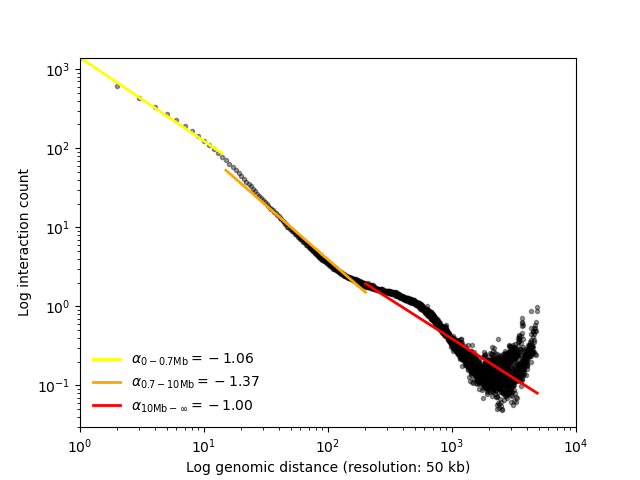 10³
10²
10¹
10⁰
10⁻¹
Log interaction count
α₀₋₀.₇Mb = −1.06
α₀.₇₋₁₀Mb = −1.37
α₁₀Mb₋∞ = −1.00
10⁰ 10¹ 10² 10³ 10⁴
Log genomic distance (resolution: 50 kb)